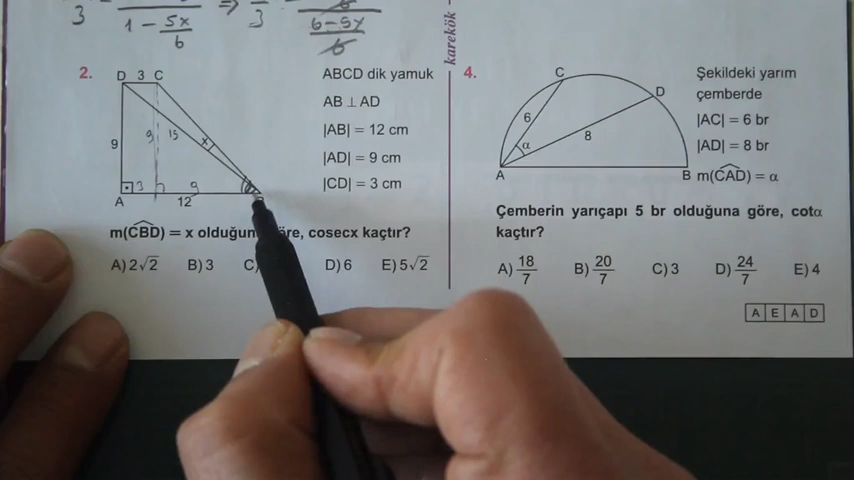 3
1 - 5x/6
⇒
3
6-5x
6
karekök
2.
D 3 C
9
9
15
x
3
9
A
12
ABCD dik yamuk
AB ⊥ AD
|AB| = 12 cm
|AD| = 9 cm
|CD| = 3 cm
m(CBD) = x olduğun göre, cosecx kaçtır?
A) 2√2 B) 3 C) D) 6 E) 5√2
4.
C
D
6
α
8
A
B
Şekildeki yarım
çemberde
|AC| = 6 br
|AD| = 8 br
m(CAD) = α
Çemberin yarıçapı 5 br olduğuna göre, cotα
kaçtır?
A) 18/7 B) 20/7 C) 3 D) 24/7 E) 4
A E A D